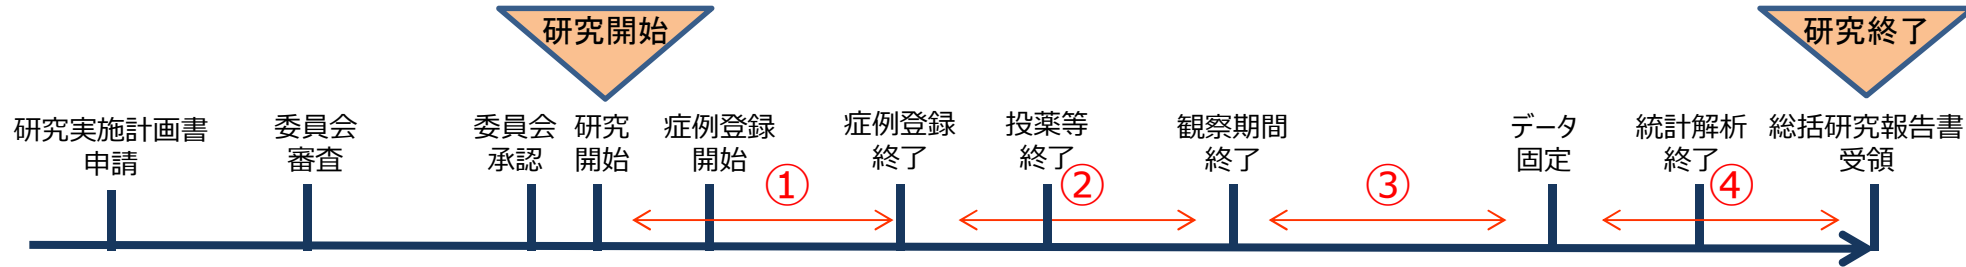 研究開始
研究終了
研究実施計画書
申請
委員会
審査
委員会
承認
研究
開始
症例登録
開始
症例登録
終了
投薬等
終了
観察期間
終了
データ
固定
統計解析
終了
総括研究報告書
受領
①
②
③
④